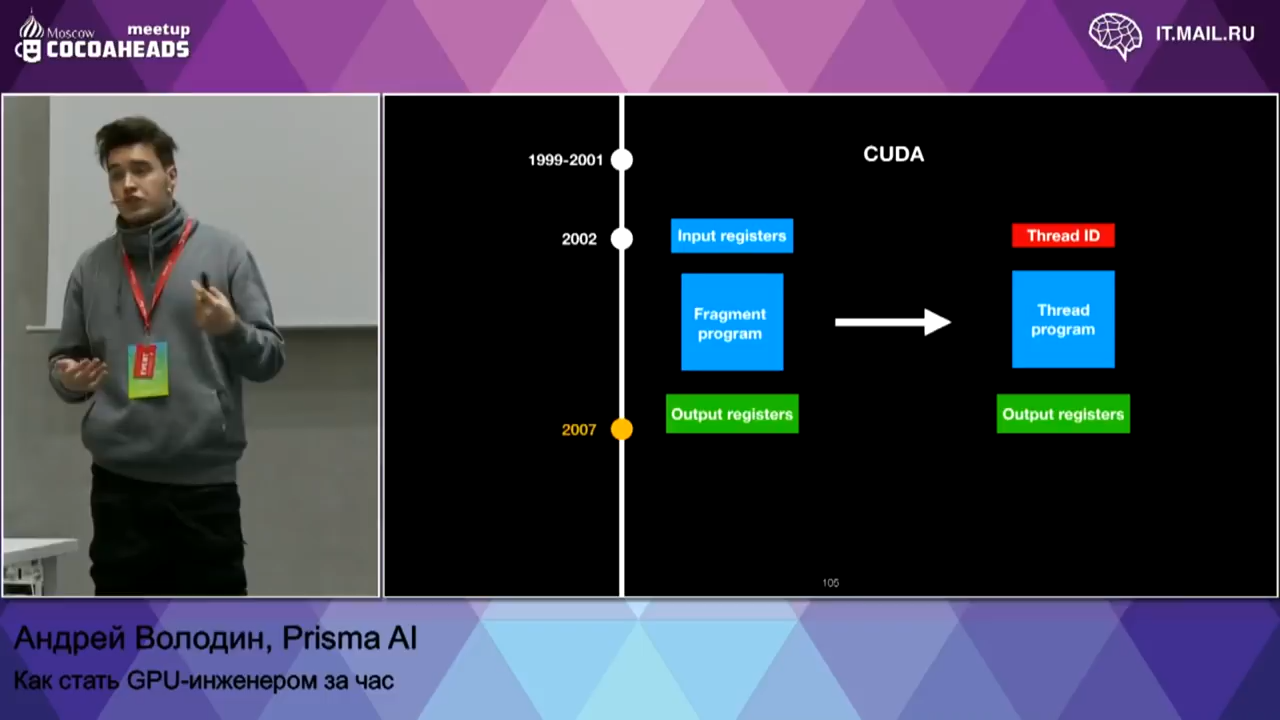 Moscow
meetup
COCOAHEADS
IT.MAIL.RU
1999-2001
CUDA
2002
Input registers
Thread ID
Fragment
program
Thread
program
Output registers
Output registers
2007
EVENT
105
Андрей Володин, Prisma AI
Как стать GPU-инженером за час